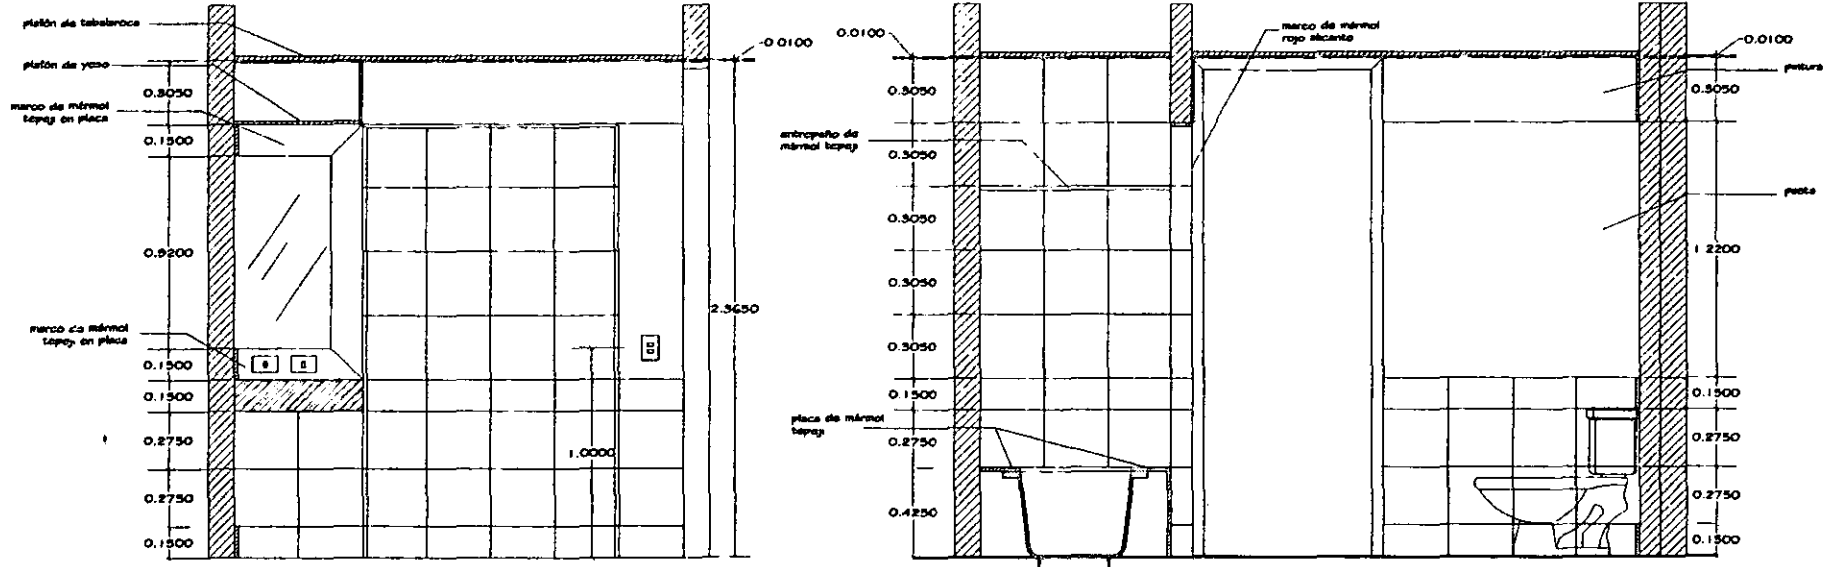 plafón de tablaroca
plafón de yeso
marco de mármol
tepeji en placa
marco de mármol
tepeji en placa
0.3050
0.1500
0.9200
0.1500
0.1500
0.2750
0.2750
0.1500
0.0100
2.3650
1.0000
0.0100
0.3050
0.3050
0.3050
0.3050
0.3050
0.1500
0.2750
0.4250
entrepaño de
mármol tepeji
placa de mármol
tepeji
marco de mármol
rojo alicante
0.0100
pintura
0.3050
pasta
1.2200
0.1500
0.2750
0.2750
0.1500